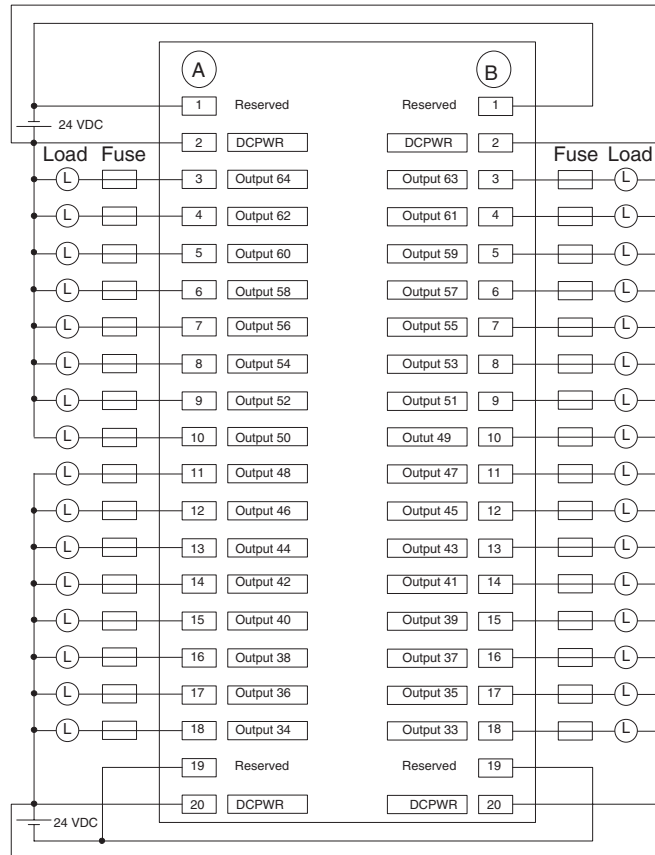 A B
1 Reserved Reserved 1
24 VDC
2 DCPWR DCPWR 2
Load Fuse Fuse Load
L 3 Output 64 Output 63 3 L
L 4 Output 62 Output 61 4 L
L 5 Output 60 Output 59 5 L
L 6 Output 58 Output 57 6 L
L 7 Output 56 Output 55 7 L
L 8 Output 54 Output 53 8 L
L 9 Output 52 Output 51 9 L
L 10 Output 50 Outut 49 10 L
L 11 Output 48 Output 47 11 L
L 12 Output 46 Output 45 12 L
L 13 Output 44 Output 43 13 L
L 14 Output 42 Output 41 14 L
L 15 Output 40 Output 39 15 L
L 16 Output 38 Output 37 16 L
L 17 Output 36 Output 35 17 L
L 18 Output 34 Output 33 18 L
19 Reserved Reserved 19
20 DCPWR DCPWR 20
24 VDC